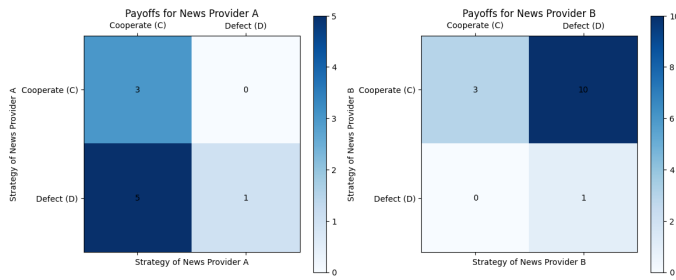 Payoffs for News Provider A
Cooperate (C)
Defect (D)
Strategy of News Provider A
Cooperate (C)
3
0
Defect (D)
5
1
Strategy of News Provider A
5
4
3
2
1
0
Payoffs for News Provider B
Cooperate (C)
Defect (D)
Strategy of News Provider B
Cooperate (C)
3
10
Defect (D)
0
1
Strategy of News Provider B
10
8
6
4
2
0